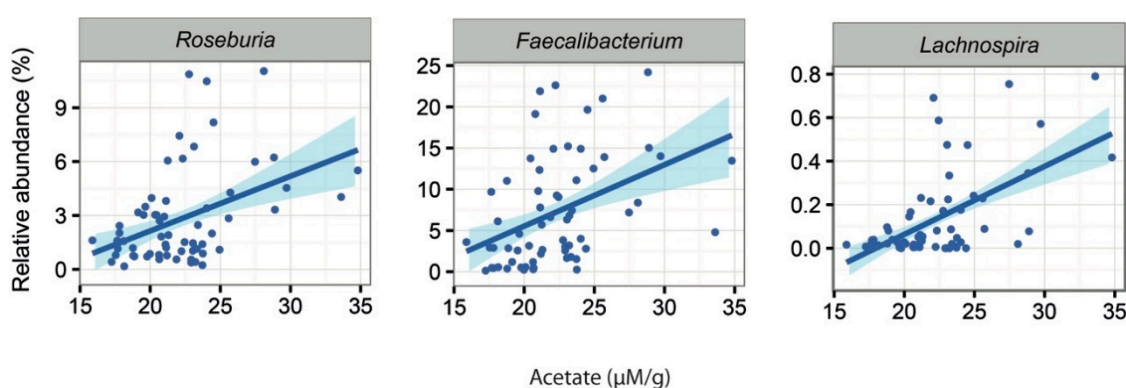 Roseburia
Faecalibacterium
Lachnospira
Relative abundance (%)
9
6
3
0
15 20 25 30 35
25
20
15
10
5
0
15 20 25 30 35
0.8
0.6
0.4
0.2
0.0
15 20 25 30 35
Acetate (µM/g)